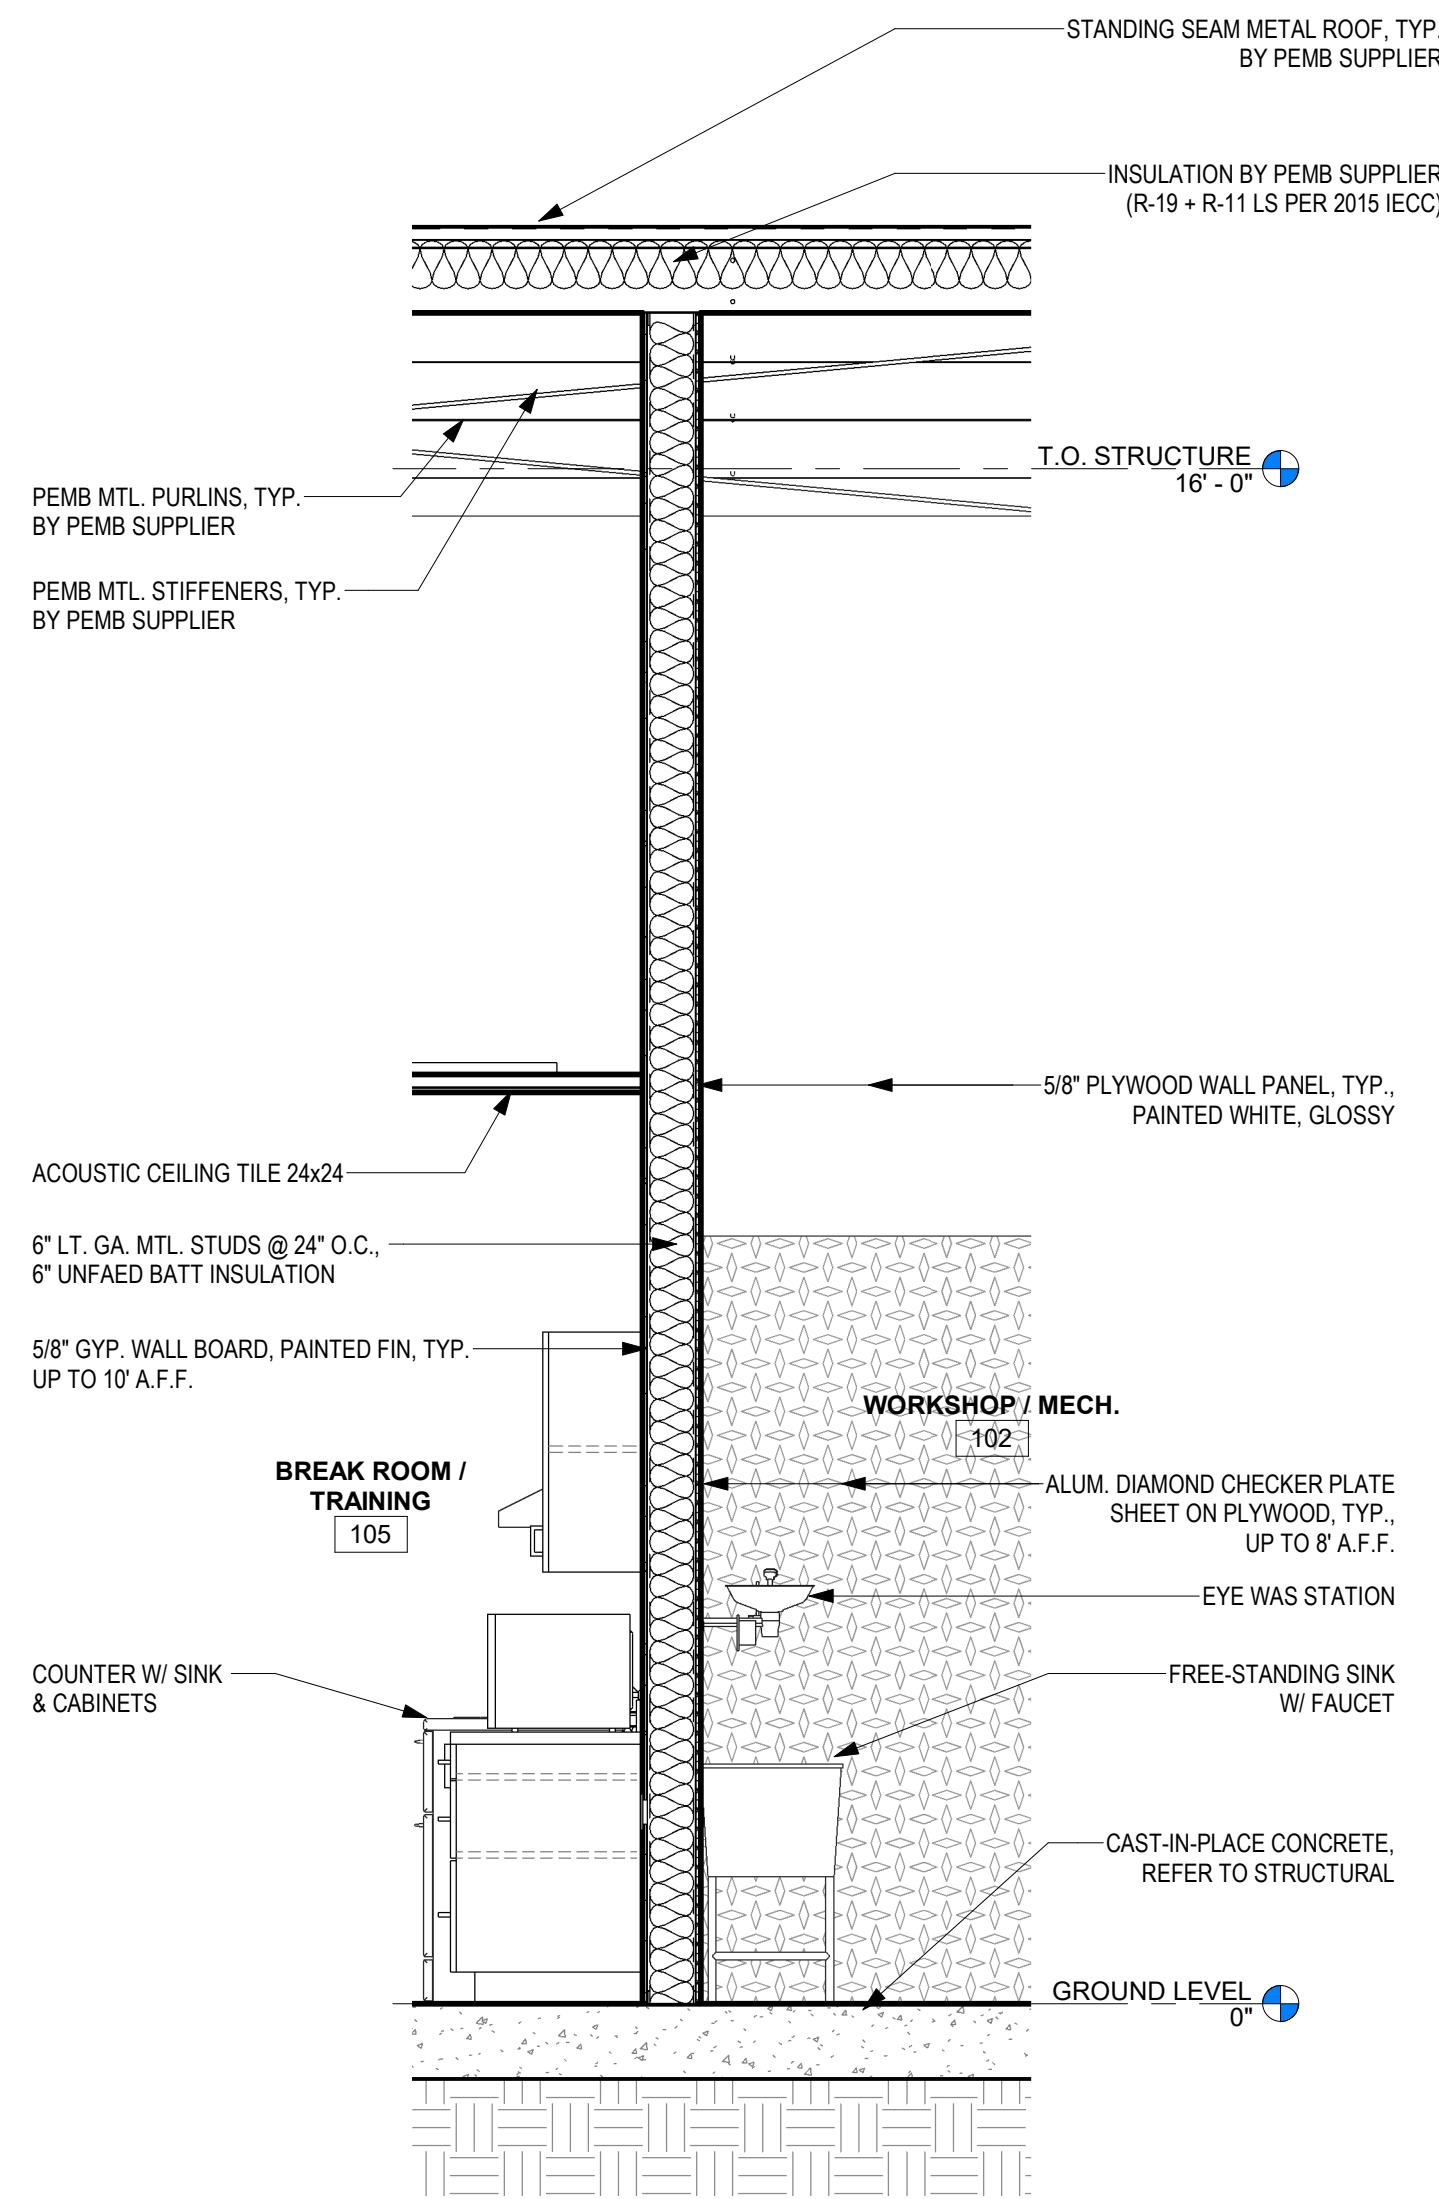 STANDING SEAM METAL ROOF, TYP.
BY PEMB SUPPLIER
INSULATION BY PEMB SUPPLIER
(R-19 + R-11 LS PER 2015 IECC)
T.O. STRUCTURE
16' - 0"
PEMB MTL. PURLINS, TYP.
BY PEMB SUPPLIER
PEMB MTL. STIFFENERS, TYP.
BY PEMB SUPPLIER
5/8" PLYWOOD WALL PANEL, TYP.,
PAINTED WHITE, GLOSSY
ACOUSTIC CEILING TILE 24x24
6" LT. GA. MTL. STUDS @ 24" O.C.,
6" UNFAED BATT INSULATION
5/8" GYP. WALL BOARD, PAINTED FIN, TYP.
UP TO 10' A.F.F.
WORKSHOP / MECH.
102
BREAK ROOM /
TRAINING
105
ALUM. DIAMOND CHECKER PLATE
SHEET ON PLYWOOD, TYP.,
UP TO 8' A.F.F.
EYE WAS STATION
COUNTER W/ SINK
& CABINETS
FREE-STANDING SINK
W/ FAUCET
CAST-IN-PLACE CONCRETE,
REFER TO STRUCTURAL
GROUND LEVEL
0"